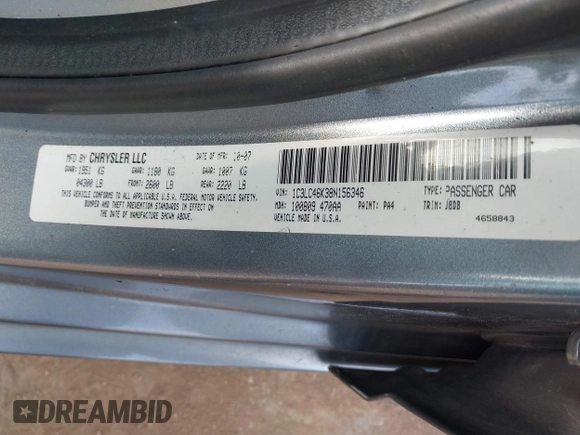 MFD BY CHRYSLER LLC DATE OF MFR: 10-07
GVWR: 1951 KG GAWR: 1180 KG GAWR: 1007 KG
04300 LB FRONT: 2600 LB REAR: 2220 LB
THIS VEHICLE CONFORMS TO ALL APPLICABLE U.S.A. FEDERAL MOTOR VEHICLE SAFETY,
BUMPER AND THEFT PREVENTION STANDARDS IN EFFECT ON
THE DATE OF MANUFACTURE SHOWN ABOVE.
VIN: 1C3LC46K38N156346 TYPE: PASSENGER CAR
MDH: 100809 470AA PAINT: PA4 TRIM: J8DB
VEHICLE MADE IN U.S.A. 4658843
DREAMBID